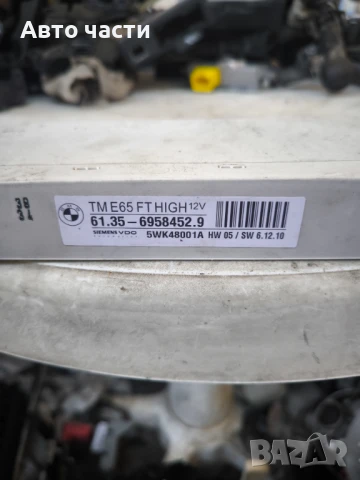 Авто части
TM E65 FT HIGH 12V
61.35-6958452.9
SIEMENS VDO 5WK48001A HW 05 / SW 6.12.10
BAZAR